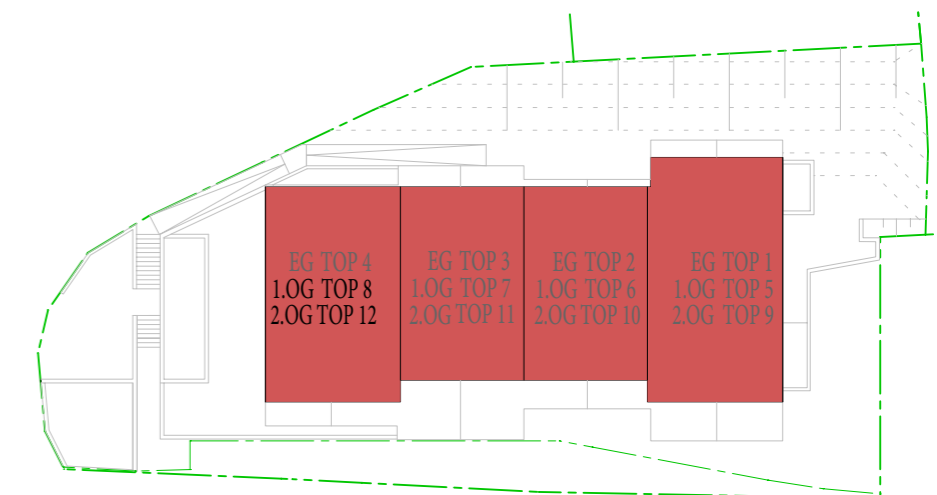 EG TOP 4
1.OG TOP 8
2.OG TOP 12
EG TOP 3
1.OG TOP 7
2.OG TOP 11
EG TOP 2
1.OG TOP 6
2.OG TOP 10
EG TOP 1
1.OG TOP 5
2.OG TOP 9